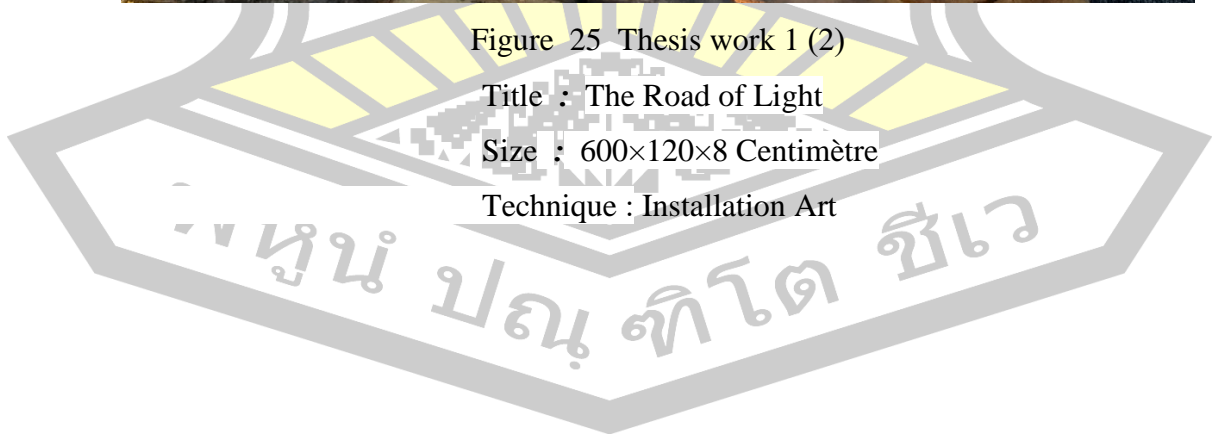 Figure 25 Thesis work 1 (2)
Title : The Road of Light
Size : 600×120×8 Centimètre
Technique : Installation Art
พหูนํ ปณฺฑิโต ชีเว